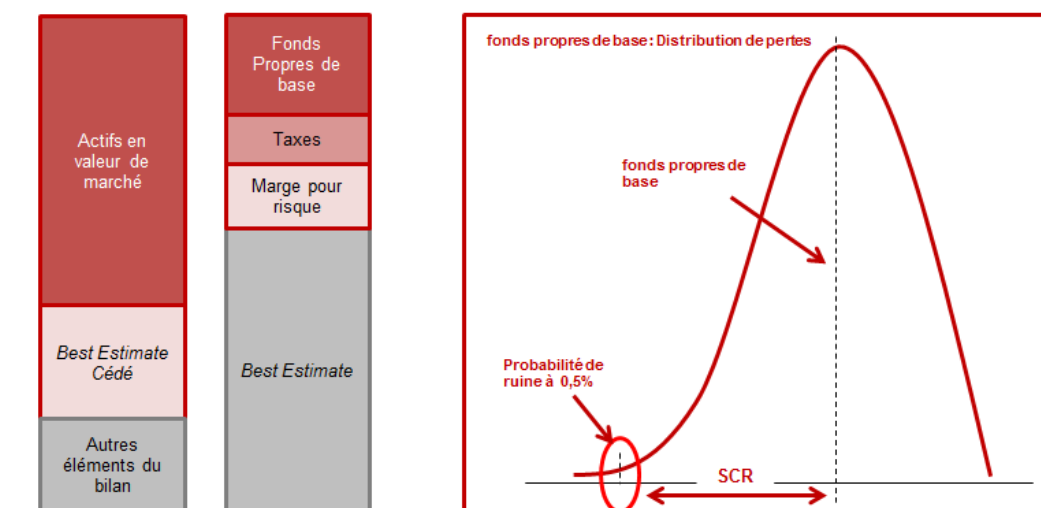 Actifs en
valeur de
marché
Best Estimate
Cédé
Autres
éléments du
bilan
Fonds
Propres de
base
Taxes
Marge pour
risque
Best Estimate
fonds propres de base : Distribution de pertes
fonds propres de
base
Probabilité de
ruine à 0,5%
SCR